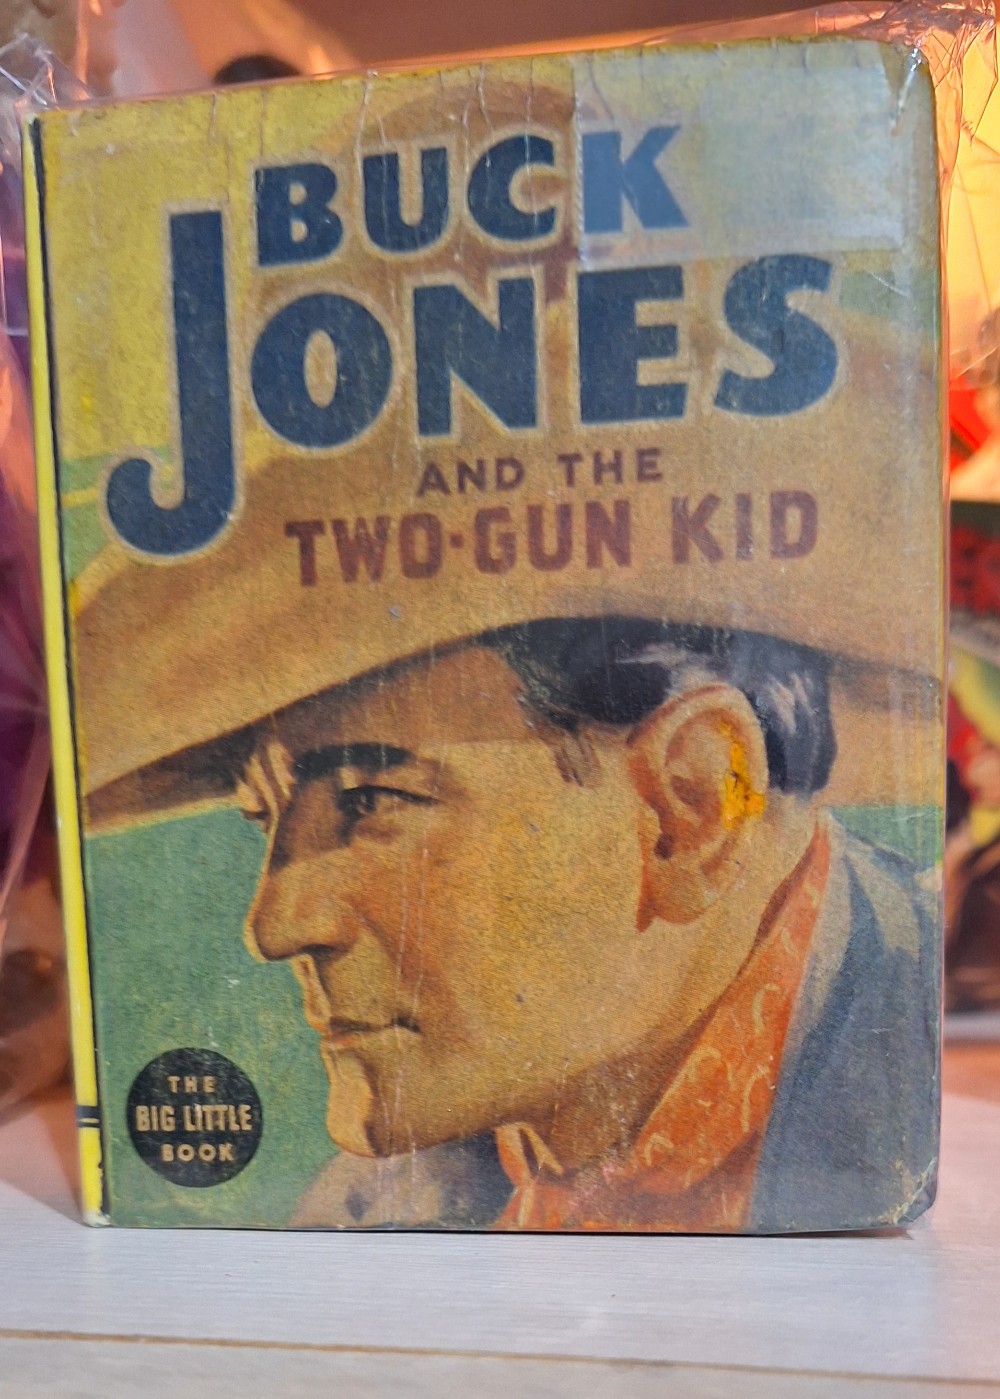 BUCK
JONES
AND THE
TWO-GUN KID
THE
BIG LITTLE
BOOK